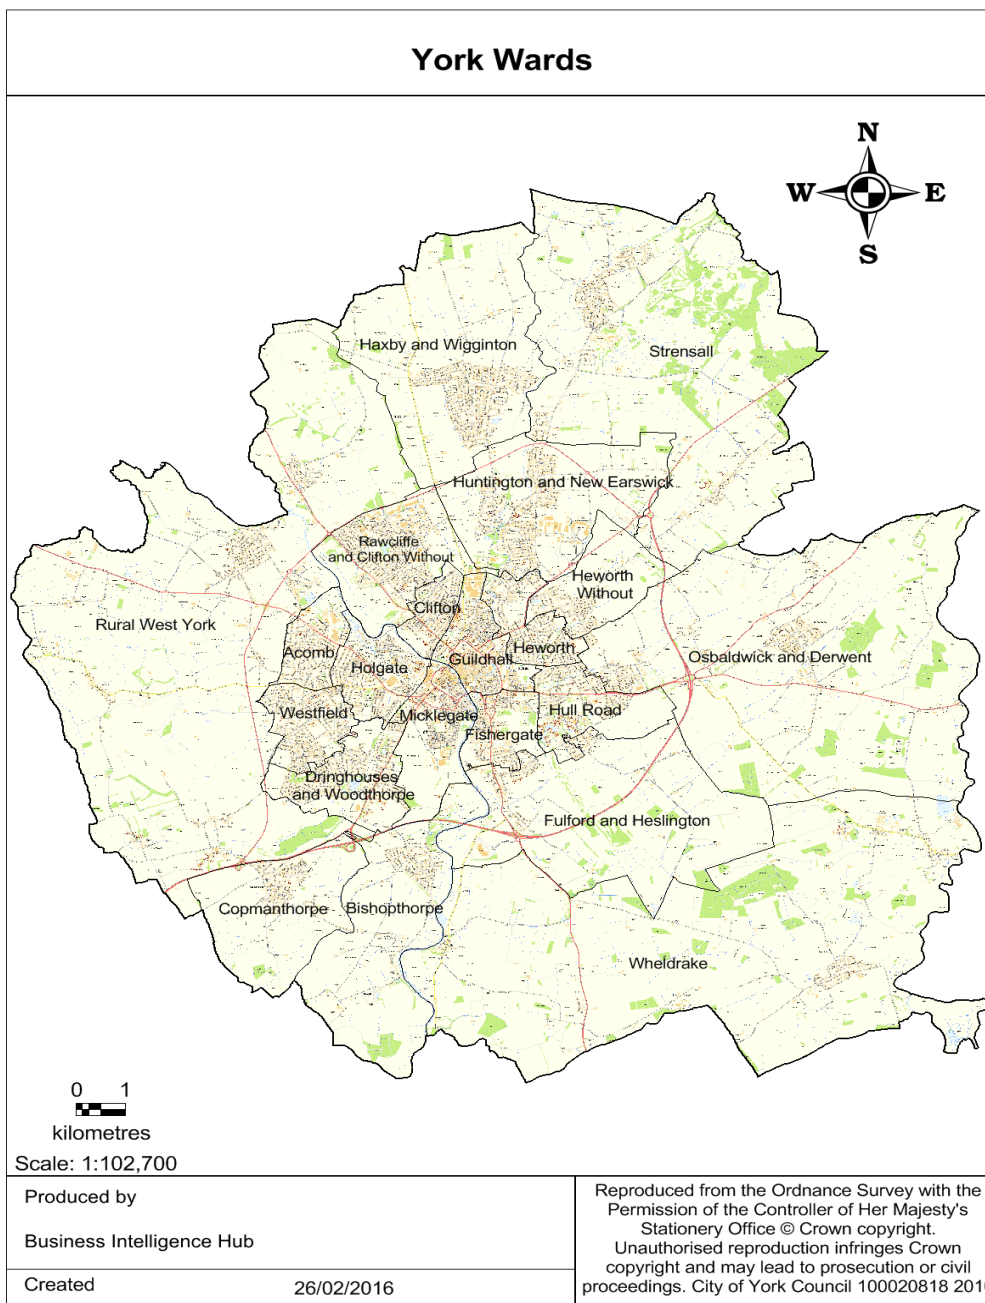 York Wards
N
W E
S
Haxby and Wigginton
Strensall
Huntington and New Earswick
Rawcliffe
and Clifton Without
Heworth
Without
Clifton
Rural West York
Acomb
Holgate
Guildhall
Heworth
Osbaldwick and Derwent
Westfield
Micklegate
Hull Road
Fishergate
Dringhouses
and Woodthorpe
Fulford and Heslington
Copmanthorpe
Bishopthorpe
Wheldrake
0 1
kilometres
Scale: 1:102,700
Produced by
Business Intelligence Hub
Created 26/02/2016
Reproduced from the Ordnance Survey with the
Permission of the Controller of Her Majesty's
Stationery Office © Crown copyright.
Unauthorised reproduction infringes Crown
copyright and may lead to prosecution or civil
proceedings. City of York Council 100020818 2016